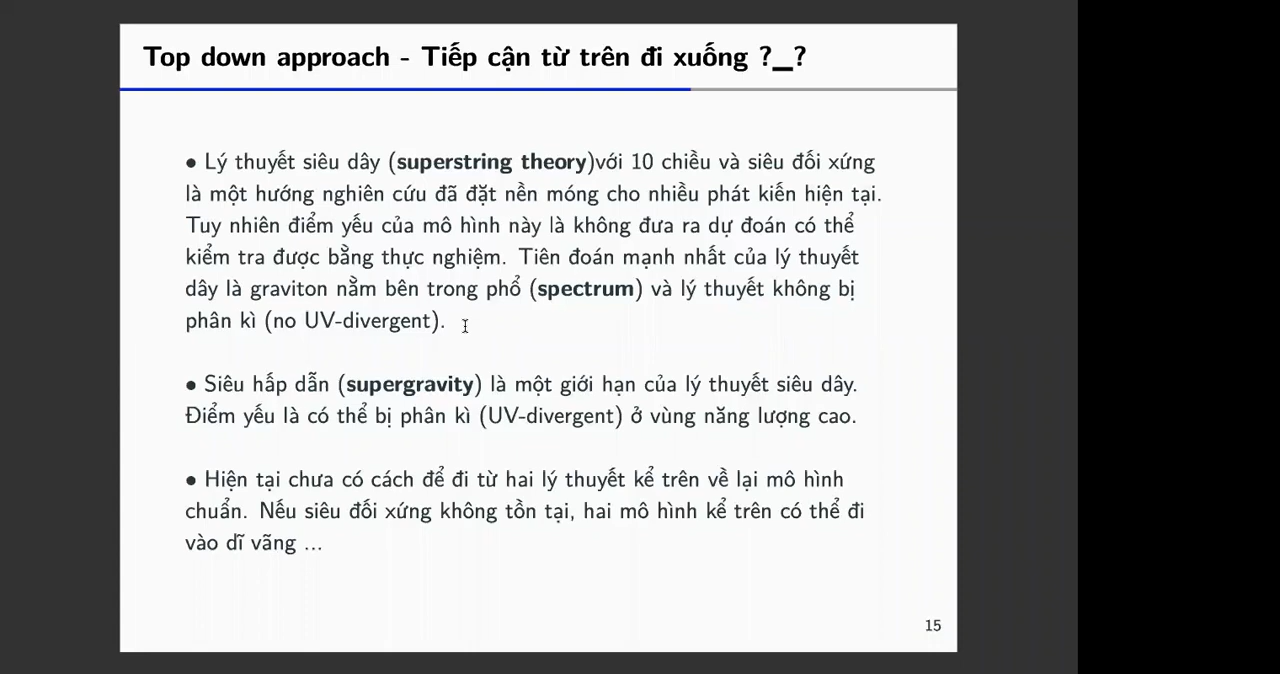 Top down approach - Tiếp cận từ trên đi xuống ?_?
• Lý thuyết siêu dây (superstring theory)với 10 chiều và siêu đối xứng
là một hướng nghiên cứu đã đặt nền móng cho nhiều phát kiến hiện tại.
Tuy nhiên điểm yếu của mô hình này là không đưa ra dự đoán có thể
kiểm tra được bằng thực nghiệm. Tiên đoán mạnh nhất của lý thuyết
dây là graviton nằm bên trong phổ (spectrum) và lý thuyết không bị
phân kì (no UV-divergent).
• Siêu hấp dẫn (supergravity) là một giới hạn của lý thuyết siêu dây.
Điểm yếu là có thể bị phân kì (UV-divergent) ở vùng năng lượng cao.
• Hiện tại chưa có cách để đi từ hai lý thuyết kể trên về lại mô hình
chuẩn. Nếu siêu đối xứng không tồn tại, hai mô hình kể trên có thể đi
vào dĩ vãng ...
15